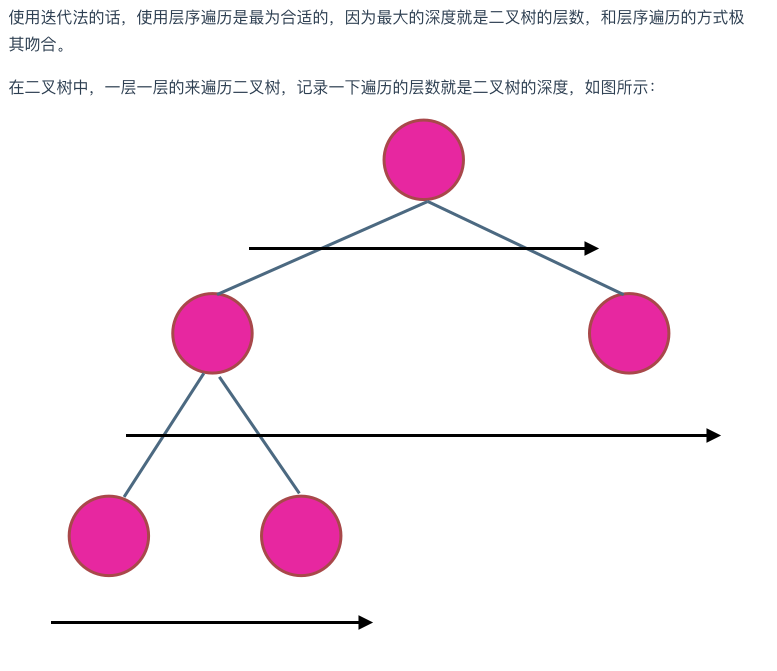 使用迭代法的话，使用层序遍历是最为合适的，因为最大的深度就是二叉树的层数，和层序遍历的方式极
其吻合。
在二叉树中，一层一层的来遍历二叉树，记录一下遍历的层数就是二叉树的深度，如图所示：